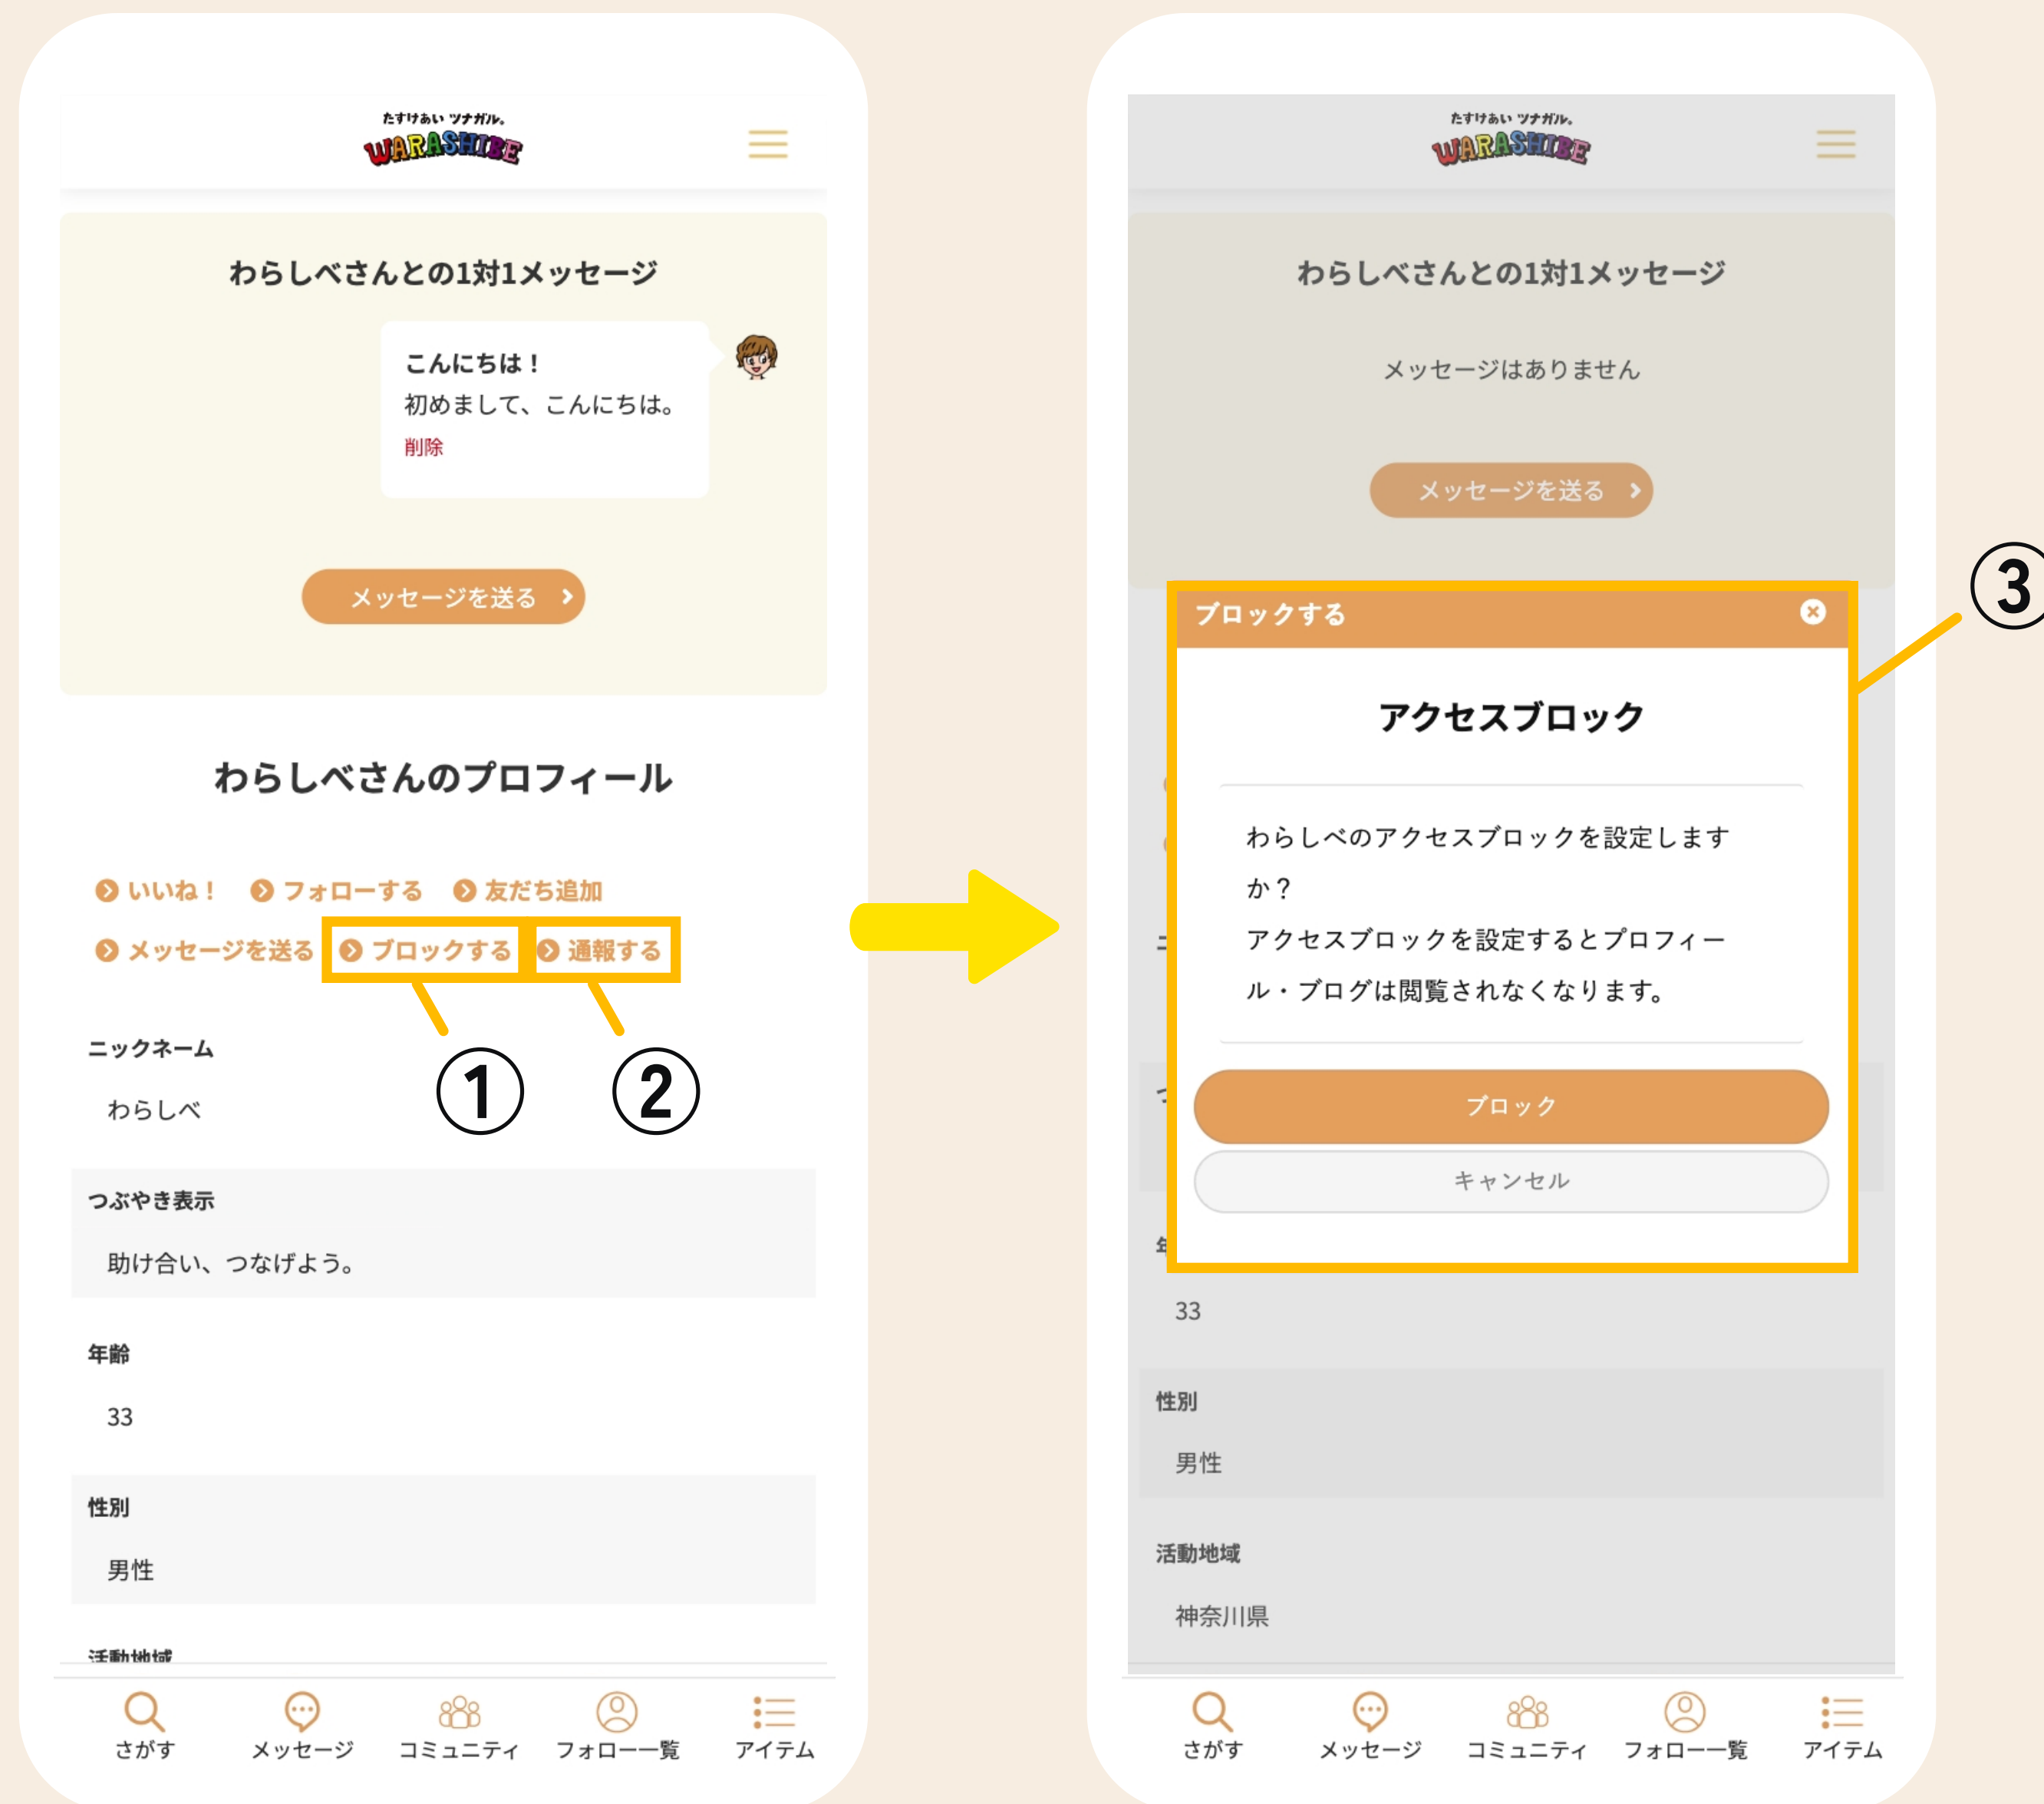 たすけあい ツナガル。
WARASHIBE
わらしべさんとの1対1メッセージ
こんにちは！
初めまして、こんにちは。
削除
メッセージを送る
わらしべさんのプロフィール
いいね！ フォローする 友だち追加
メッセージを送る ブロックする 通報する
① ②
ニックネーム
わらしべ
つぶやき表示
助け合い、つなげよう。
年齢
33
性別
男性
活動地域
さがす メッセージ コミュニティ フォロー一覧 アイテム
たすけあい ツナガル。
WARASHIBE
わらしべさんとの1対1メッセージ
メッセージはありません
メッセージを送る
③
ブロックする
アクセスブロック
わらしべのアクセスブロックを設定します
か？
アクセスブロックを設定するとプロフィー
ル・ブログは閲覧されなくなります。
ブロック
キャンセル
33
性別
男性
活動地域
神奈川県
さがす メッセージ コミュニティ フォロー一覧 アイテム